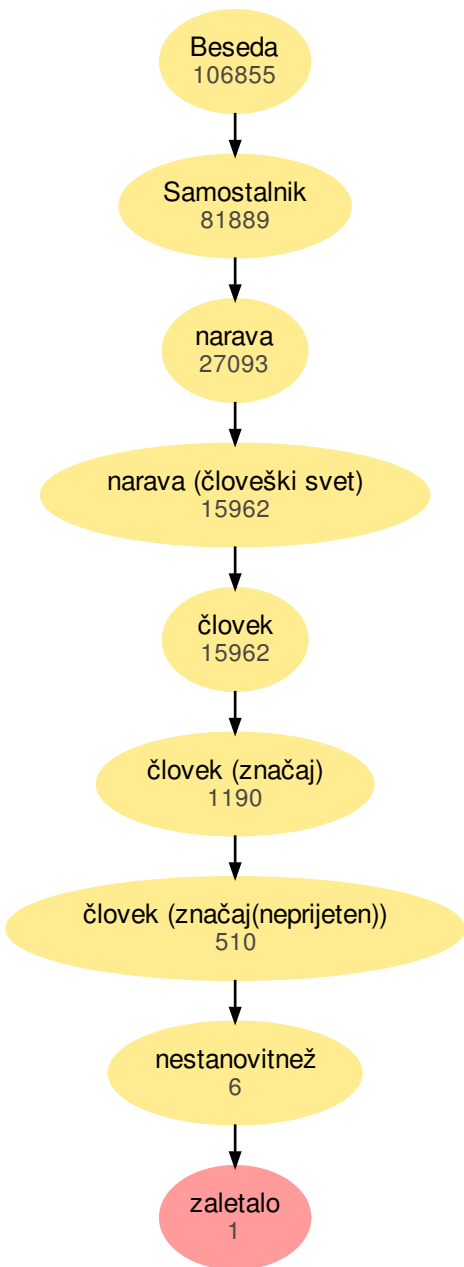 Beseda
106855
Samostalnik
81889
narava
27093
narava (človeški svet)
15962
človek
15962
človek (značaj)
1190
človek (značaj(neprijeten))
510
nestanovitnež
6
zaletalo
1